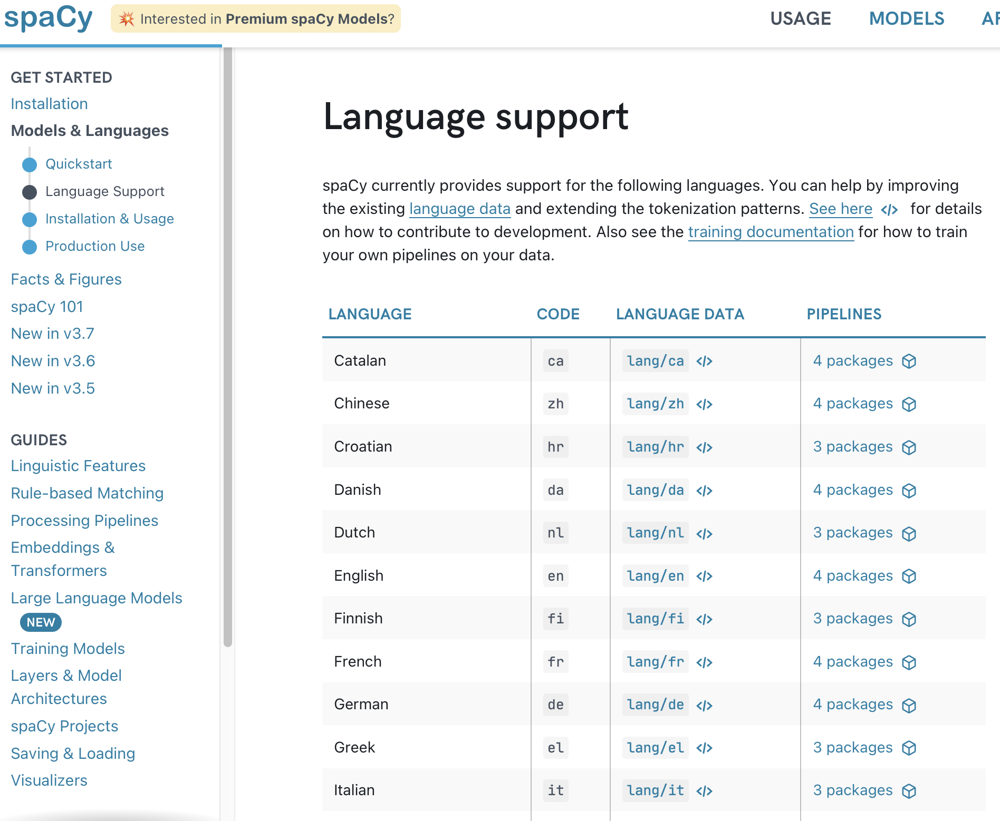 spaCy
💥 Interested in Premium spaCy Models?
USAGE
MODELS
GET STARTED
Installation
Models & Languages
Quickstart
Language Support
Installation & Usage
Production Use
Facts & Figures
spaCy 101
New in v3.7
New in v3.6
New in v3.5
GUIDES
Linguistic Features
Rule-based Matching
Processing Pipelines
Embeddings &
Transformers
Large Language Models
NEW
Training Models
Layers & Model
Architectures
spaCy Projects
Saving & Loading
Visualizers
Language support
spaCy currently provides support for the following languages. You can help by improving
the existing language data and extending the tokenization patterns. See here </> for details
on how to contribute to development. Also see the training documentation for how to train
your own pipelines on your data.
LANGUAGE CODE LANGUAGE DATA PIPELINES
Catalan ca lang/ca </> 4 packages
Chinese zh lang/zh </> 4 packages
Croatian hr lang/hr </> 3 packages
Danish da lang/da </> 4 packages
Dutch nl lang/nl </> 3 packages
English en lang/en </> 4 packages
Finnish fi lang/fi </> 3 packages
French fr lang/fr </> 4 packages
German de lang/de </> 4 packages
Greek el lang/el </> 3 packages
Italian it lang/it </> 3 packages